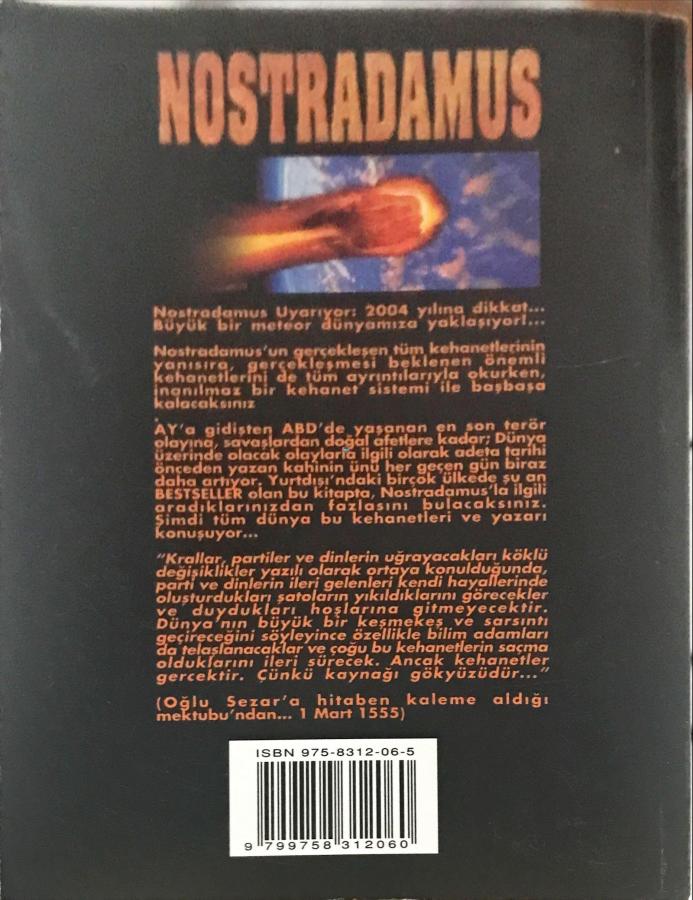 NOSTRADAMUS
Nostradamus Uyarıyor: 2004 yılına dikkat...
Büyük bir meteor dünyamıza yaklaşıyor!...
Nostradamus'un gerçekleşen tüm kehanetlerinin
yanısıra, gerçekleşmesi beklenen önemli
kehanetlerini de tüm ayrıntılarıyla okurken,
inanılmaz bir kehanet sistemi ile başbaşa
kalacaksınız
AY'a gidişten ABD'de yaşanan en son terör
olayına, savaşlardan doğal afetlere kadar; Dünya
üzerinde olacak olaylarla ilgili olarak adeta tarihi
önceden yazan kahinin ünü her geçen gün biraz
daha artıyor. Yurtdışı'ndaki birçok ülkede şu an
BESTSELLER olan bu kitapta, Nostradamus'la ilgili
aradıklarınızdan fazlasını bulacaksınız.
Şimdi tüm dünya bu kehanetleri ve yazarı
konuşuyor...
"Krallar, partiler ve dinlerin uğrayacakları köklü
değişiklikler yazılı olarak ortaya konulduğunda,
parti ve dinlerin ileri gelenleri kendi hayallerinde
oluşturdukları şatoların yıkıldıklarını görecekler
ve duydukları hoşlarına gitmeyecektir.
Dünya'nın büyük bir keşmekeş ve sarsıntı
geçireceğini söyleyince özellikle bilim adamları
da telaşlanacaklar ve çoğu bu kehanetlerin saçma
olduklarını ileri sürecek. Ancak kehanetler
gerçektir. Çünkü kaynağı gökyüzüdür..."
(Oğlu Sezar'a hitaben kaleme aldığı
mektubu'ndan... 1 Mart 1555)
ISBN 975-8312-06-5
9 799758 312060